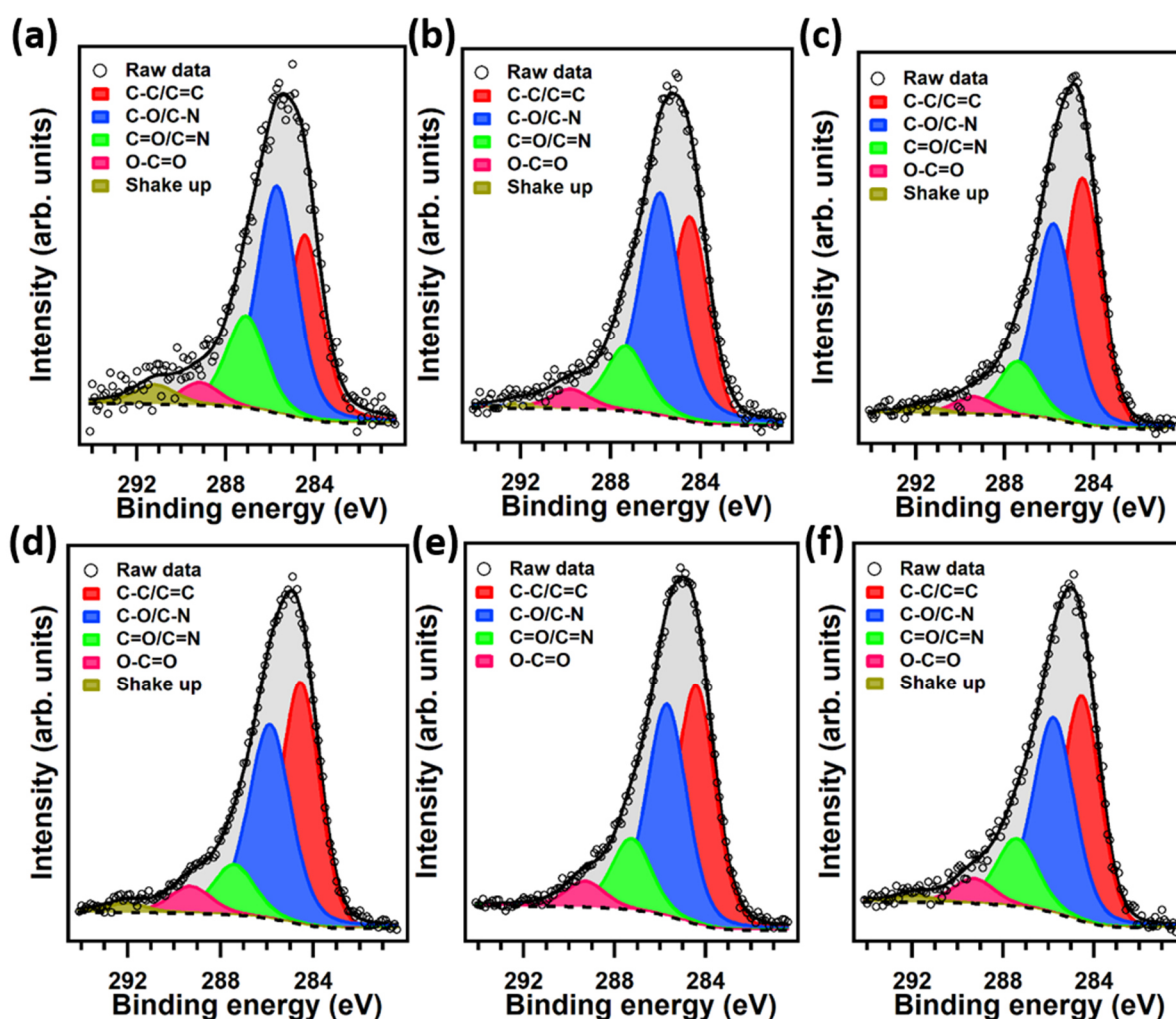 (a)
Intensity (arb. units)
Raw data
C-C/C=C
C-O/C-N
C=O/C=N
O-C=O
Shake up
292 288 284
Binding energy (eV)
(b)
Intensity (arb. units)
Raw data
C-C/C=C
C-O/C-N
C=O/C=N
O-C=O
Shake up
292 288 284
Binding energy (eV)
(c)
Intensity (arb. units)
Raw data
C-C/C=C
C-O/C-N
C=O/C=N
O-C=O
Shake up
292 288 284
Binding energy (eV)
(d)
Intensity (arb. units)
Raw data
C-C/C=C
C-O/C-N
C=O/C=N
O-C=O
Shake up
292 288 284
Binding energy (eV)
(e)
Intensity (arb. units)
Raw data
C-C/C=C
C-O/C-N
C=O/C=N
O-C=O
292 288 284
Binding energy (eV)
(f)
Intensity (arb. units)
Raw data
C-C/C=C
C-O/C-N
C=O/C=N
O-C=O
Shake up
292 288 284
Binding energy (eV)